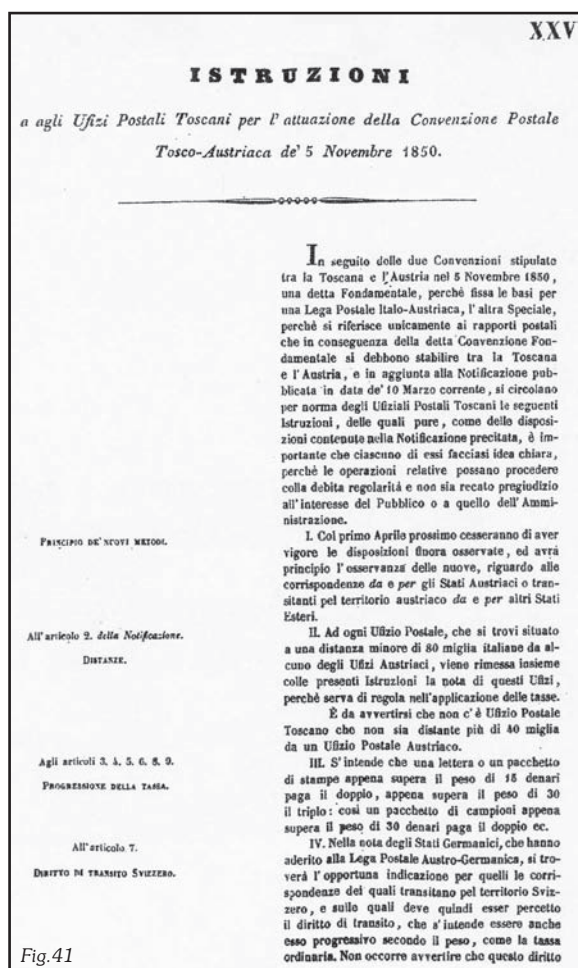 XXV
ISTRUZIONI
a agli Ufizi Postali Toscani per l' attuazione della Convenzione Postale
Tosco-Austriaca de' 5 Novembre 1850.
In seguito delle due Convenzioni stipulate
tra la Toscana e l'Austria nel 5 Novembre 1850,
una detta Fondamentale, perchè fissa le basi per
una Lega Postale Italo-Austriaca, l' altra Speciale,
perchè si riferisce unicamente ai rapporti postali
che in conseguenza della detta Convenzione Fon-
damentale si debbono stabilire tra la Toscana
e l'Austria, e in aggiunta alla Notificazione pub-
blicata in data de' 10 Marzo corrente, si circolano
per norma degli Ufiziali Postali Toscani le seguenti
Istruzioni, delle quali pure, come delle disposi-
zioni contenute nella Notificazione precitata, è im-
portante che ciascuno di essi facciasi idea chiara,
perchè le operazioni relative possano procedere
colla debita regolarità e non sia recato pregiudizio
all'interesse del Pubblico o a quello dell'Ammi-
nistrazione.
PRINCIPIO DE' NUOVI METODI.
I. Col primo Aprile prossimo cesseranno di aver
vigore le disposizioni finora osservate, ed avrà
principio l'esservanza delle nuove, riguardo alle
corrispondenze da e per gli Stati Austriaci o tran-
sitanti pel territorio austriaco da e per altri Stati
Esteri.
All'articolo 2. della Notificazione.
DISTANZE.
II. Ad ogni Ufizio Postale, che si trovi situato
a una distanza minore di 80 miglia italiane da al-
cuno degli Ufizi Austriaci, viene rimessa insieme
colle presenti Istruzioni la nota di questi Ufizi,
perchè serva di regola nell'applicazione delle tasse.
È da avvertirsi che non c'è Ufizio Postale
Toscano che non sia distante più di 40 miglia
da un Ufizio Postale Austriaco.
Agli articoli 3. 4. 5. 6. 8. 9.
PROGRESSIONE DELLA TASSA.
III. S'intende che una lettera o un pacchetto
di stampe appena supera il peso di 15 denari
paga il doppio, appena supera il peso di 30
il triplo: così un pacchetto di campioni appena
supera il peso di 30 denari paga il doppio ec.
All'articolo 7.
DIRITTO DI TRANSITO SVIZZERO.
IV. Nella nota degli Stati Germanici, che hanno
aderito alla Lega Postale Austro-Germanica, si tro-
verà l'opportuna indicazione per quelli le corri-
spondenze dei quali transitano pel territorio Sviz-
zero, e sulle quali deve quindi esser percetto
il diritto di transito, che s'intende essere anche
esso progressivo secondo il peso, come la tassa
ordinaria. Non occorre avvertire che questo diritto
Fig.41